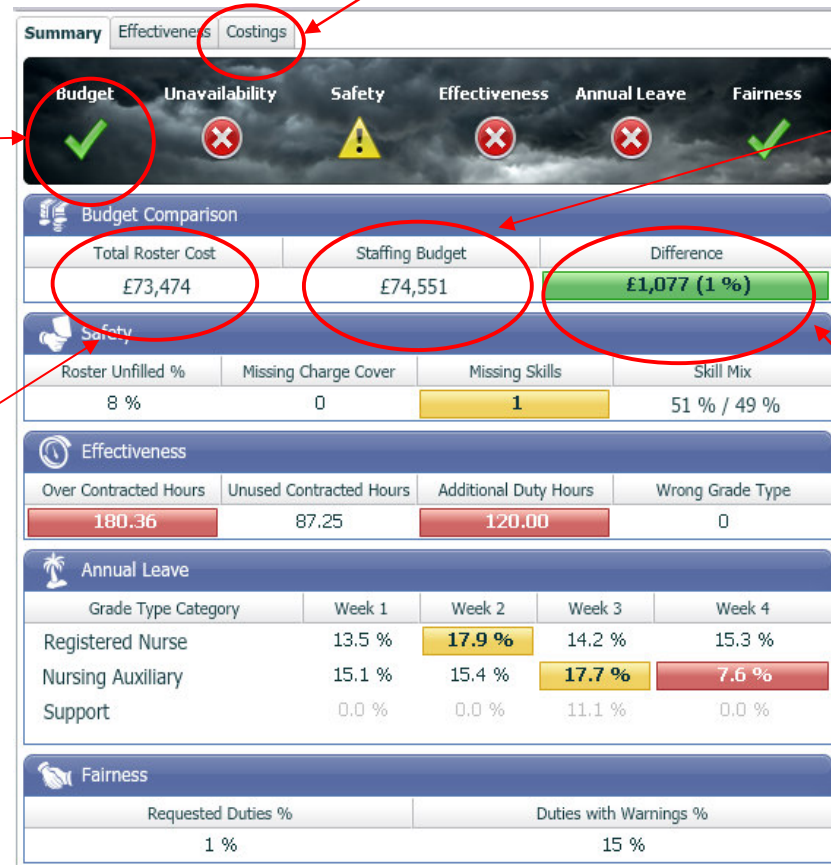 Summary Effectiveness Costings
Budget Unavailability Safety Effectiveness Annual Leave Fairness
Budget Comparison
Total Roster Cost Staffing Budget Difference
£73,474 £74,551 £1,077 (1 %)
Safety
Roster Unfilled % Missing Charge Cover Missing Skills Skill Mix
8 % 0 1 51 % / 49 %
Effectiveness
Over Contracted Hours Unused Contracted Hours Additional Duty Hours Wrong Grade Type
180.36 87.25 120.00 0
Annual Leave
Grade Type Category Week 1 Week 2 Week 3 Week 4
Registered Nurse 13.5 % 17.9 % 14.2 % 15.3 %
Nursing Auxiliary 15.1 % 15.4 % 17.7 % 7.6 %
Support 0.0 % 0.0 % 11.1 % 0.0 %
Fairness
Requested Duties % Duties with Warnings %
1 % 15 %